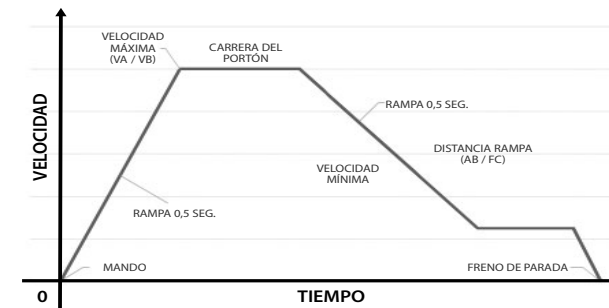 VELOCIDAD
MÁXIMA
(VA / VB)
CARRERA DEL
PORTÓN
RAMPA 0,5 SEG.
DISTANCIA RAMPA
(AB / FC)
VELOCIDAD
MÍNIMA
VELOCIDAD
RAMPA 0,5 SEG.
MANDO
FRENO DE PARADA
0
TIEMPO